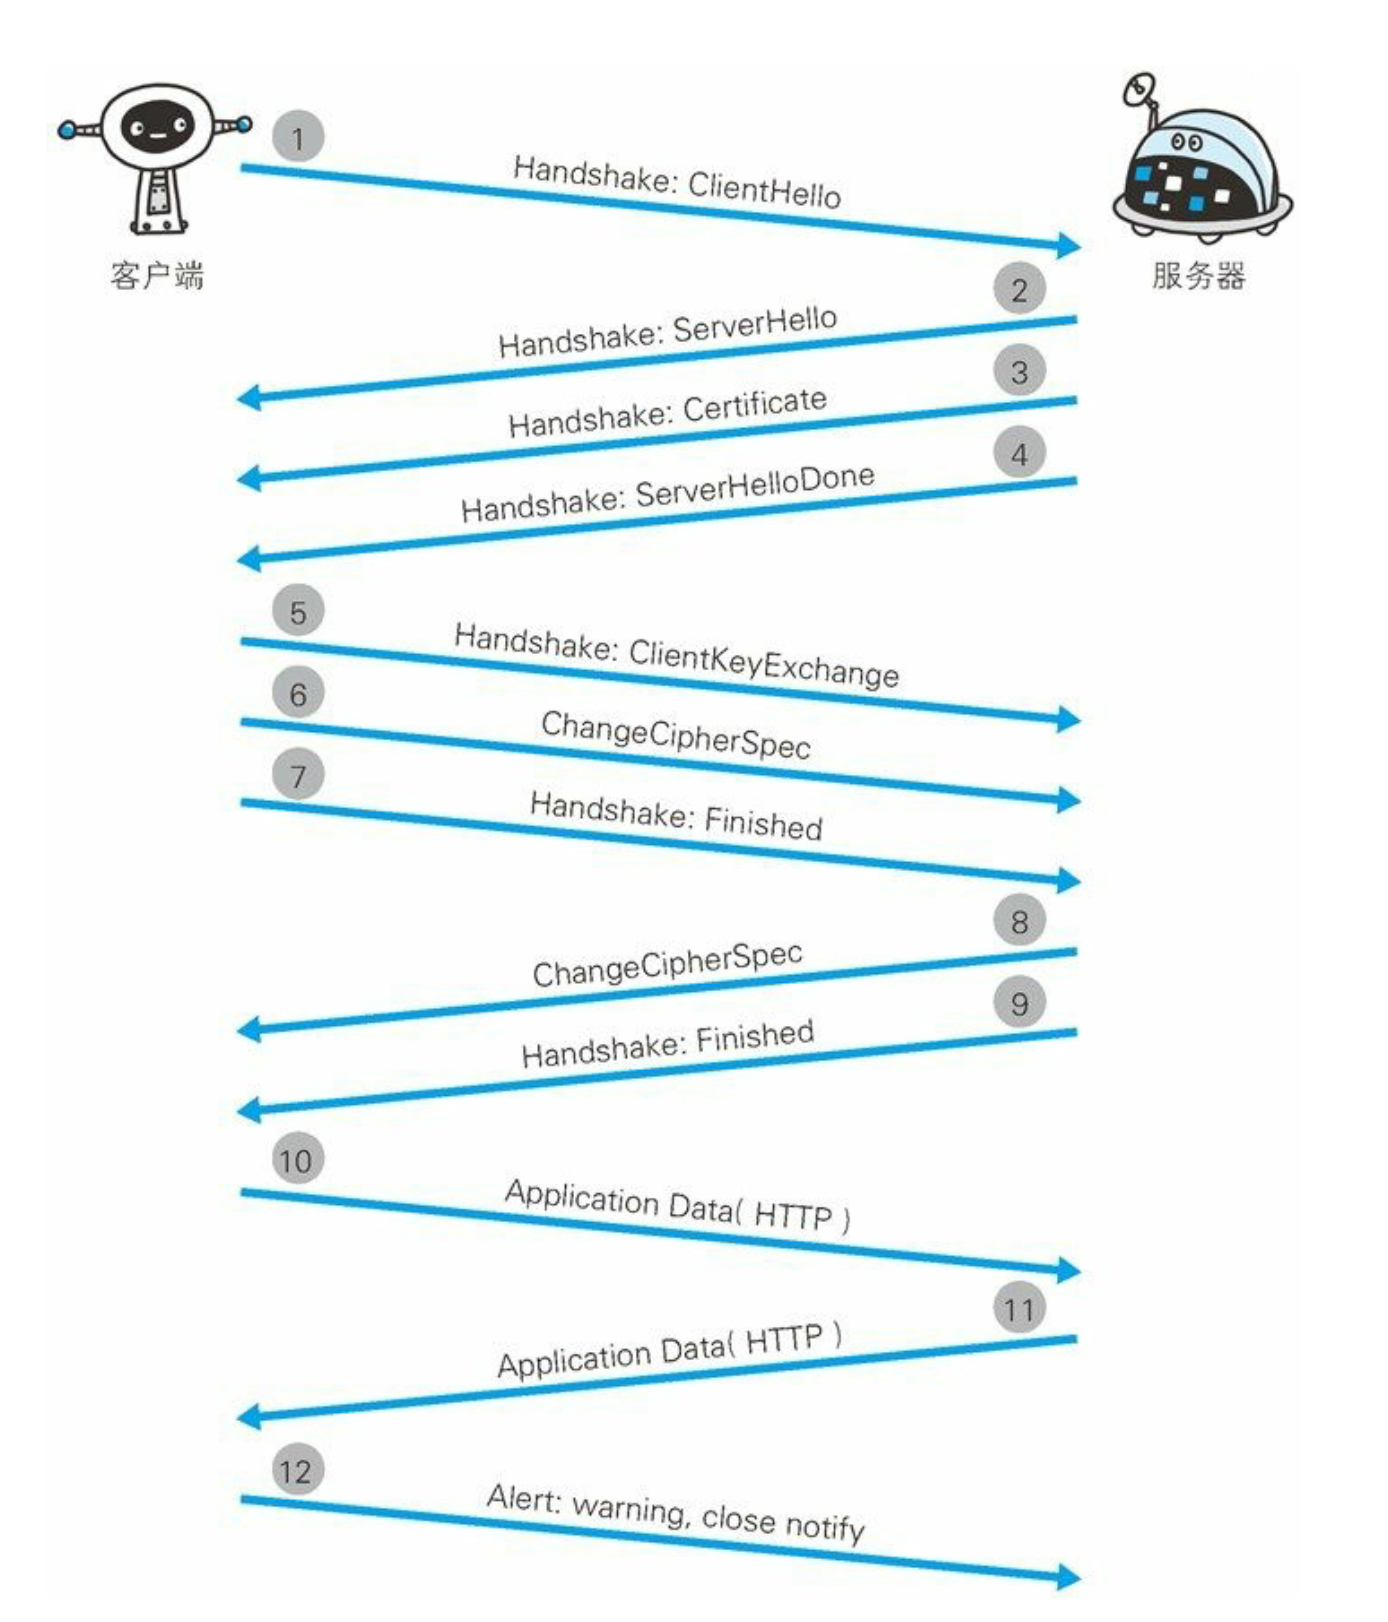 1
Handshake: ClientHello
客户端
服务器
2
Handshake: ServerHello
3
Handshake: Certificate
4
Handshake: ServerHelloDone
5
Handshake: ClientKeyExchange
6
ChangeCipherSpec
7
Handshake: Finished
8
ChangeCipherSpec
9
Handshake: Finished
10
Application Data( HTTP )
11
Application Data( HTTP )
12
Alert: warning, close notify